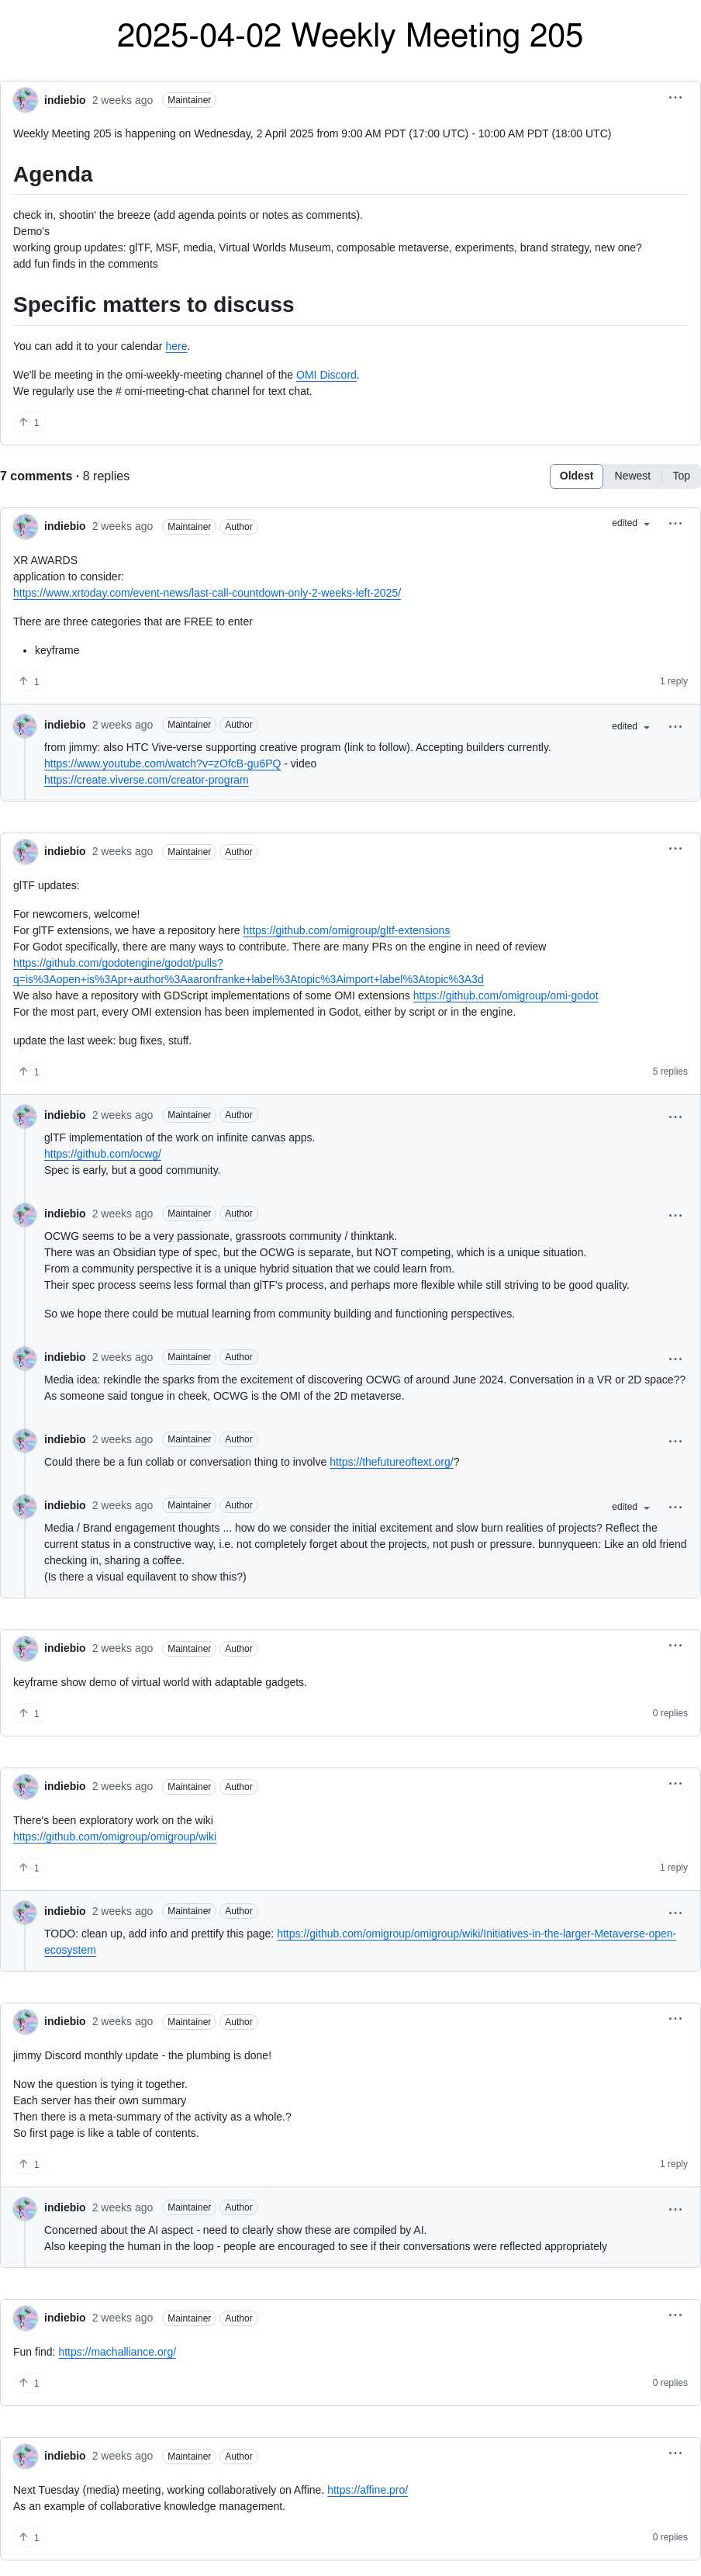 2025-04-02 Weekly Meeting 205
indiebio 2 weeks ago Maintainer ...
Weekly Meeting 205 is happening on Wednesday, 2 April 2025 from 9:00 AM PDT (17:00 UTC) - 10:00 AM PDT (18:00 UTC)
Agenda
check in, shootin' the breeze (add agenda points or notes as comments).
Demo's
working group updates: glTF, MSF, media, Virtual Worlds Museum, composable metaverse, experiments, brand strategy, new one?
add fun finds in the comments
Specific matters to discuss
You can add it to your calendar here.
We'll be meeting in the omi-weekly-meeting channel of the OMI Discord.
We regularly use the # omi-meeting-chat channel for text chat.
↑ 1
7 comments · 8 replies Oldest Newest Top
indiebio 2 weeks ago Maintainer Author edited ...
XR AWARDS
application to consider:
https://www.xrtoday.com/event-news/last-call-countdown-only-2-weeks-left-2025/
There are three categories that are FREE to enter
• keyframe
↑ 1 1 reply
indiebio 2 weeks ago Maintainer Author edited ...
from jimmy: also HTC Vive-verse supporting creative program (link to follow). Accepting builders currently.
https://www.youtube.com/watch?v=zOfcB-gu6PQ - video
https://create.viverse.com/creator-program
indiebio 2 weeks ago Maintainer Author ...
glTF updates:
For newcomers, welcome!
For glTF extensions, we have a repository here https://github.com/omigroup/gltf-extensions
For Godot specifically, there are many ways to contribute. There are many PRs on the engine in need of review
https://github.com/godotengine/godot/pulls?
q=is%3Aopen+is%3Apr+author%3Aaaronfranke+label%3Atopic%3Aimport+label%3Atopic%3A3d
We also have a repository with GDScript implementations of some OMI extensions https://github.com/omigroup/omi-godot
For the most part, every OMI extension has been implemented in Godot, either by script or in the engine.
update the last week: bug fixes, stuff.
↑ 1 5 replies
indiebio 2 weeks ago Maintainer Author ...
glTF implementation of the work on infinite canvas apps.
https://github.com/ocwg/
Spec is early, but a good community.
indiebio 2 weeks ago Maintainer Author ...
OCWG seems to be a very passionate, grassroots community / thinktank.
There was an Obsidian type of spec, but the OCWG is separate, but NOT competing, which is a unique situation.
From a community perspective it is a unique hybrid situation that we could learn from.
Their spec process seems less formal than glTF's process, and perhaps more flexible while still striving to be good quality.
So we hope there could be mutual learning from community building and functioning perspectives.
indiebio 2 weeks ago Maintainer Author ...
Media idea: rekindle the sparks from the excitement of discovering OCWG of around June 2024. Conversation in a VR or 2D space??
As someone said tongue in cheek, OCWG is the OMI of the 2D metaverse.
indiebio 2 weeks ago Maintainer Author ...
Could there be a fun collab or conversation thing to involve https://thefutureoftext.org/?
indiebio 2 weeks ago Maintainer Author edited ...
Media / Brand engagement thoughts ... how do we consider the initial excitement and slow burn realities of projects? Reflect the
current status in a constructive way, i.e. not completely forget about the projects, not push or pressure. bunnyqueen: Like an old friend
checking in, sharing a coffee.
(Is there a visual equilavent to show this?)
indiebio 2 weeks ago Maintainer Author ...
keyframe show demo of virtual world with adaptable gadgets.
↑ 1 0 replies
indiebio 2 weeks ago Maintainer Author ...
There's been exploratory work on the wiki
https://github.com/omigroup/omigroup/wiki
↑ 1 1 reply
indiebio 2 weeks ago Maintainer Author ...
TODO: clean up, add info and prettify this page: https://github.com/omigroup/omigroup/wiki/Initiatives-in-the-larger-Metaverse-open-
ecosystem
indiebio 2 weeks ago Maintainer Author ...
jimmy Discord monthly update - the plumbing is done!
Now the question is tying it together.
Each server has their own summary
Then there is a meta-summary of the activity as a whole.?
So first page is like a table of contents.
↑ 1 1 reply
indiebio 2 weeks ago Maintainer Author ...
Concerned about the AI aspect - need to clearly show these are compiled by AI.
Also keeping the human in the loop - people are encouraged to see if their conversations were reflected appropriately
indiebio 2 weeks ago Maintainer Author ...
Fun find: https://machalliance.org/
↑ 1 0 replies
indiebio 2 weeks ago Maintainer Author ...
Next Tuesday (media) meeting, working collaboratively on Affine. https://affine.pro/
As an example of collaborative knowledge management.
↑ 1 0 replies